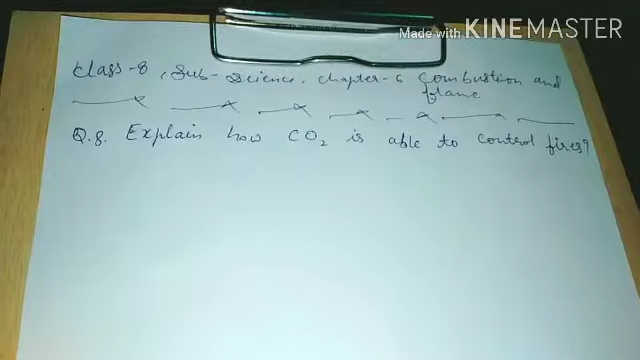 Made with KINEMASTER
Class-8, Sub- Science, Chapter-6 Combustion and
flame
Q.8. Explain how CO₂ is able to control fires?